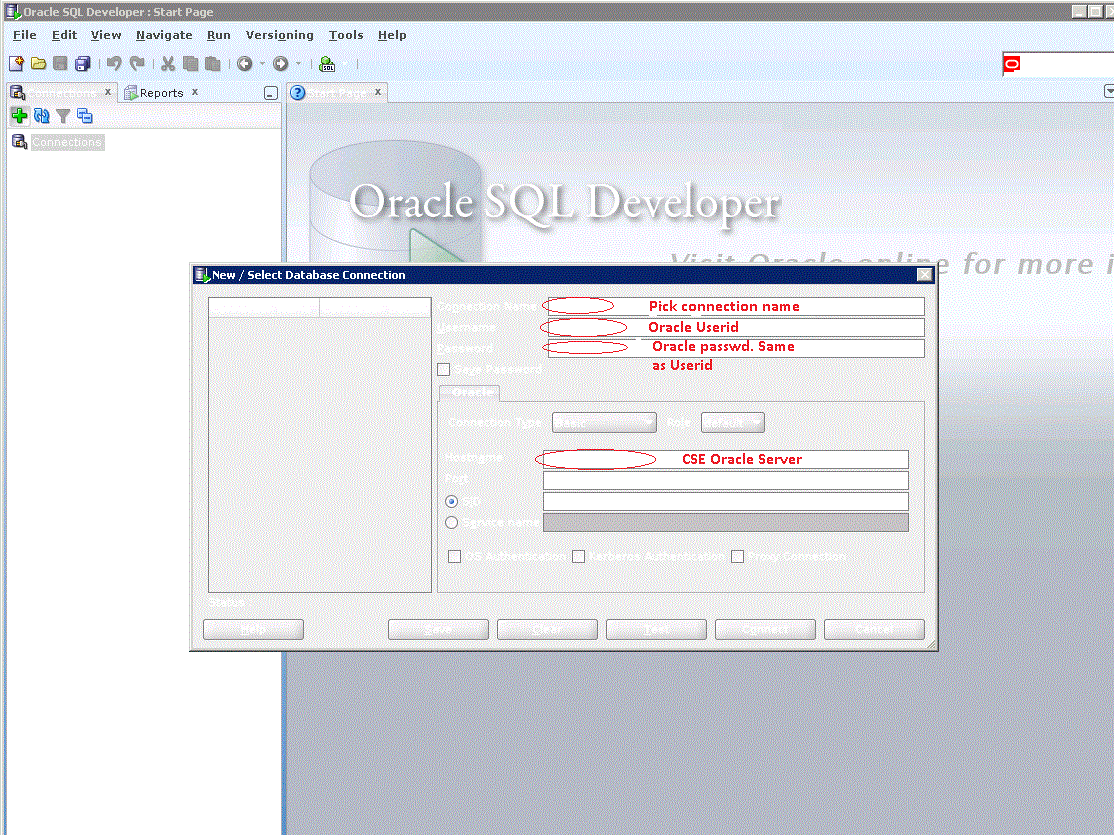 Oracle SQL Developer : Start Page
File Edit View Navigate Run Versioning Tools Help
SQL
Connections x Reports x Start Page x
Connections
Oracle SQL Developer
Visit Oracle online for more i
New / Select Database Connection
Connection Name Pick connection name
Username Oracle Userid
Password Oracle passwd. Same
as Userid
Save Password
Oracle
Connection Type Basic Role
Hostname CSE Oracle Server
Port
SID
Service name
OS Authentication Kerberos Authentication Proxy Connection
Status :
Help Save Clear Test Connect Cancel